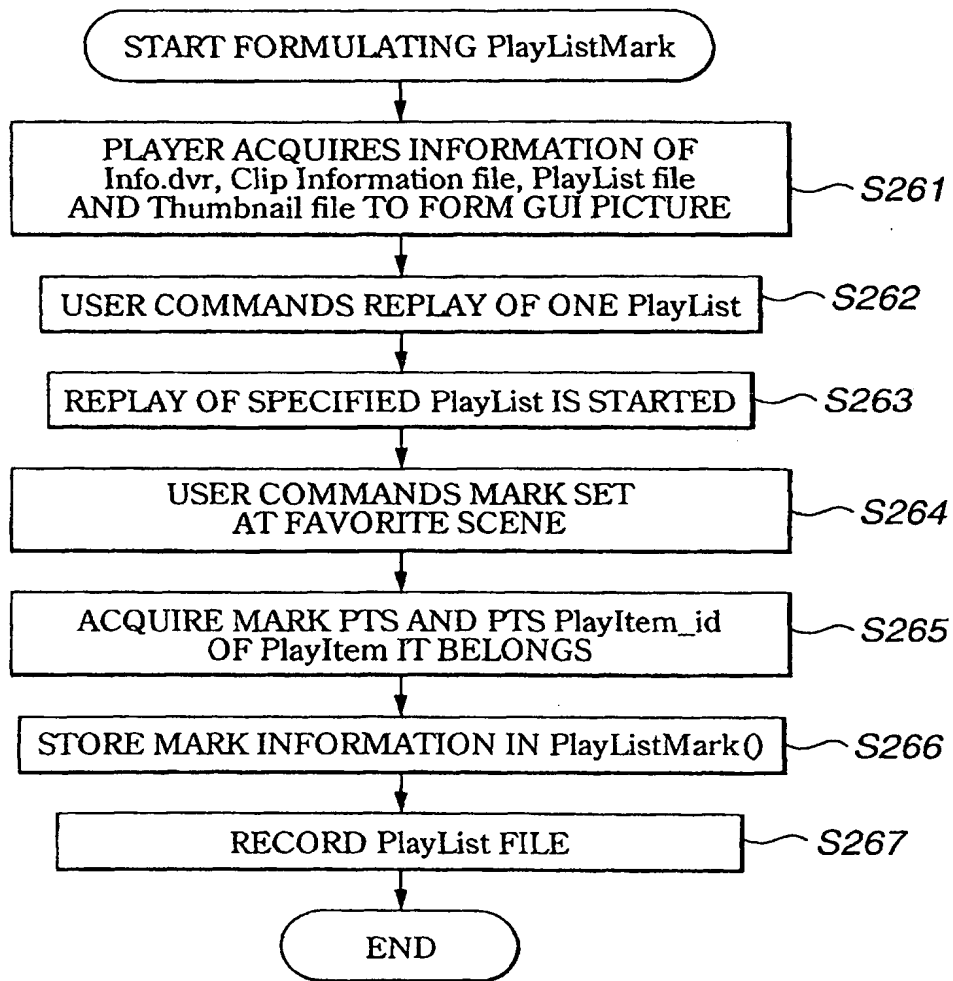 START FORMULATING PlayListMark
PLAYER ACQUIRES INFORMATION OF
Info.dvr, Clip Information file, PlayList file
AND Thumbnail file TO FORM GUI PICTURE
S261
USER COMMANDS REPLAY OF ONE PlayList
S262
REPLAY OF SPECIFIED PlayList IS STARTED
S263
USER COMMANDS MARK SET
AT FAVORITE SCENE
S264
ACQUIRE MARK PTS AND PTS PlayItem_id
OF PlayItem IT BELONGS
S265
STORE MARK INFORMATION IN PlayListMark()
S266
RECORD PlayList FILE
S267
END